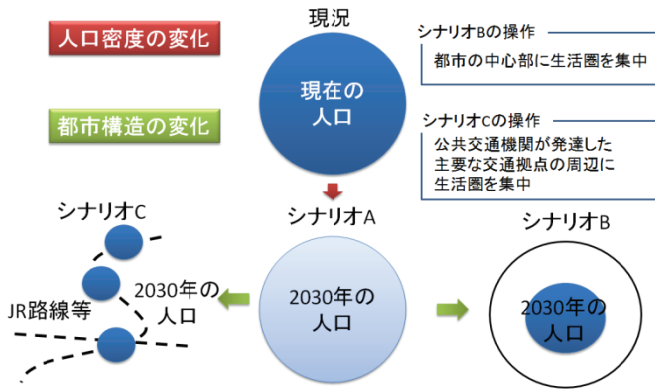 現況
人口密度の変化
都市構造の変化
現在の
人口
シナリオBの操作
都市の中心部に生活圏を集中
シナリオCの操作
公共交通機関が発達した
主要な交通拠点の周辺に
生活圏を集中
シナリオC
JR路線等
2030年の
人口
シナリオA
2030年の
人口
シナリオB
2030年の
人口